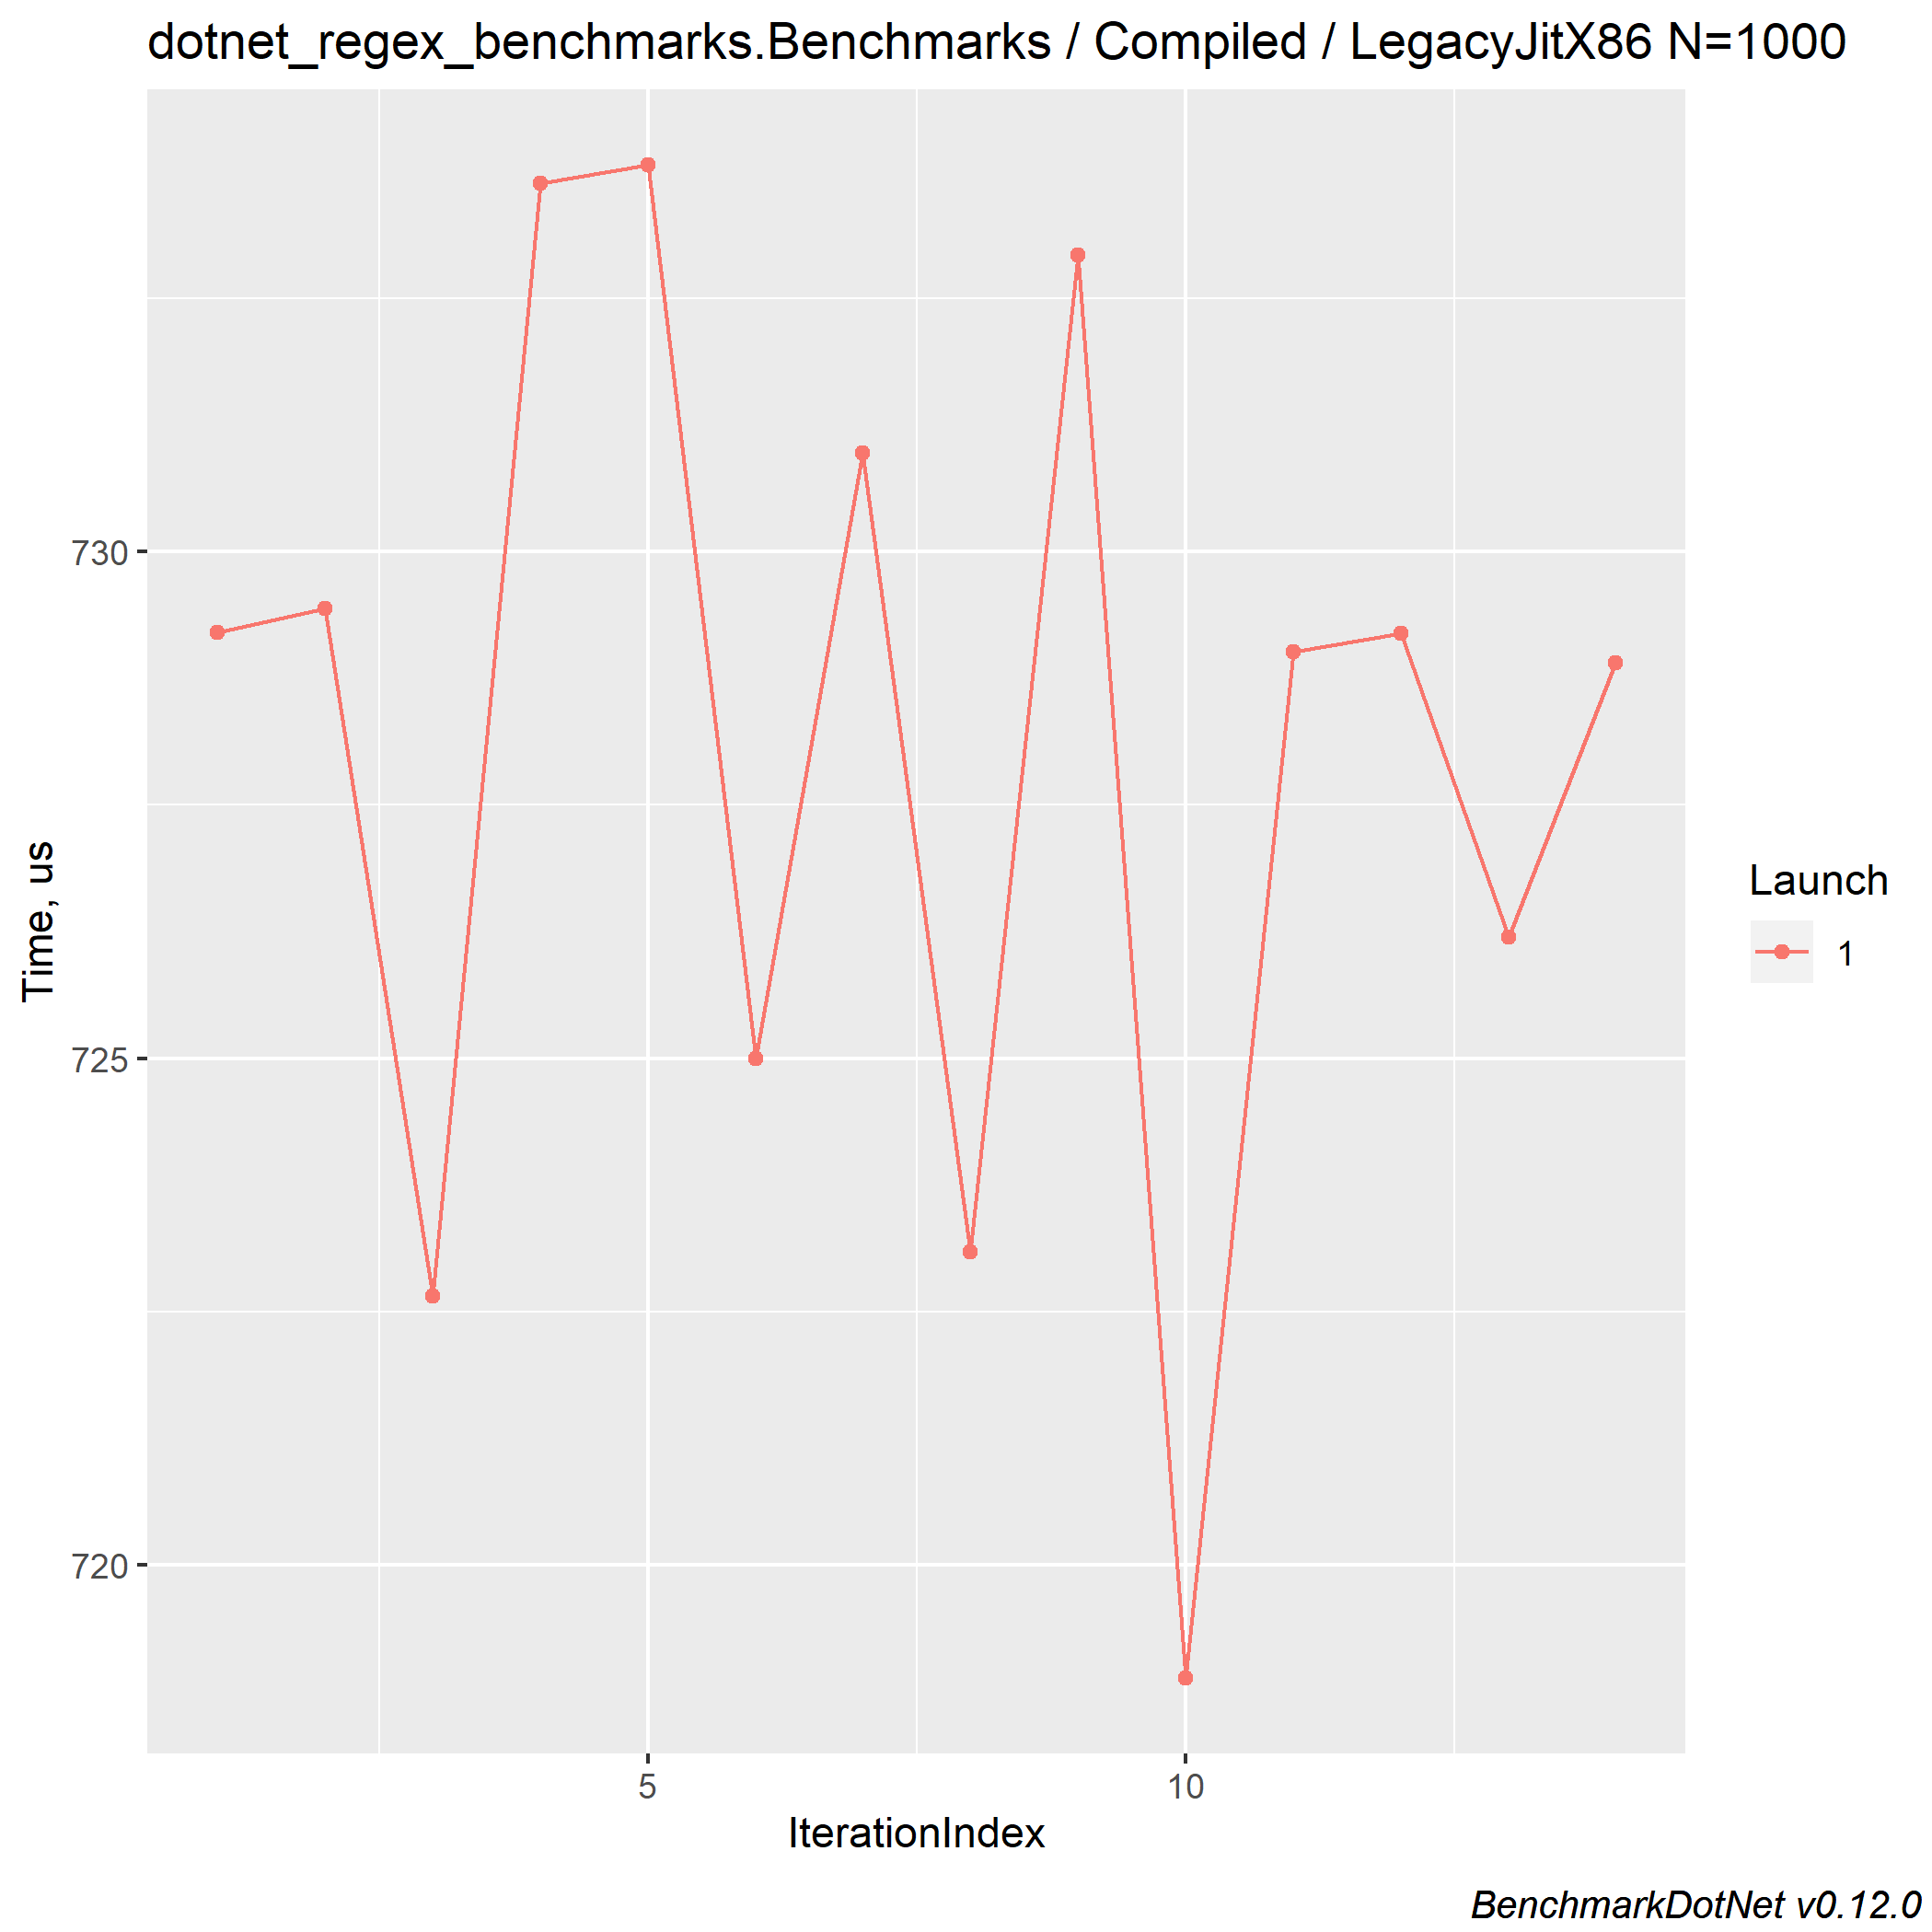 dotnet_regex_benchmarks.Benchmarks / Compiled / LegacyJitX86 N=1000
730
725
720
Time, us
5
10
IterationIndex
Launch
1
BenchmarkDotNet v0.12.0